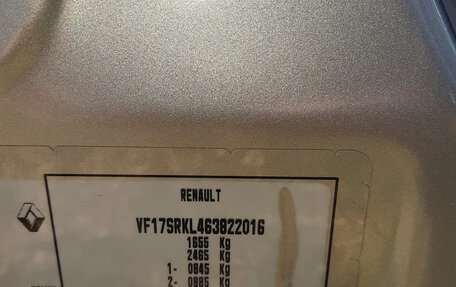 RENAULT
VF17SRKL463822016
1655 Kg
2465 Kg
1- 0845 Kg
2- 0885 Kg